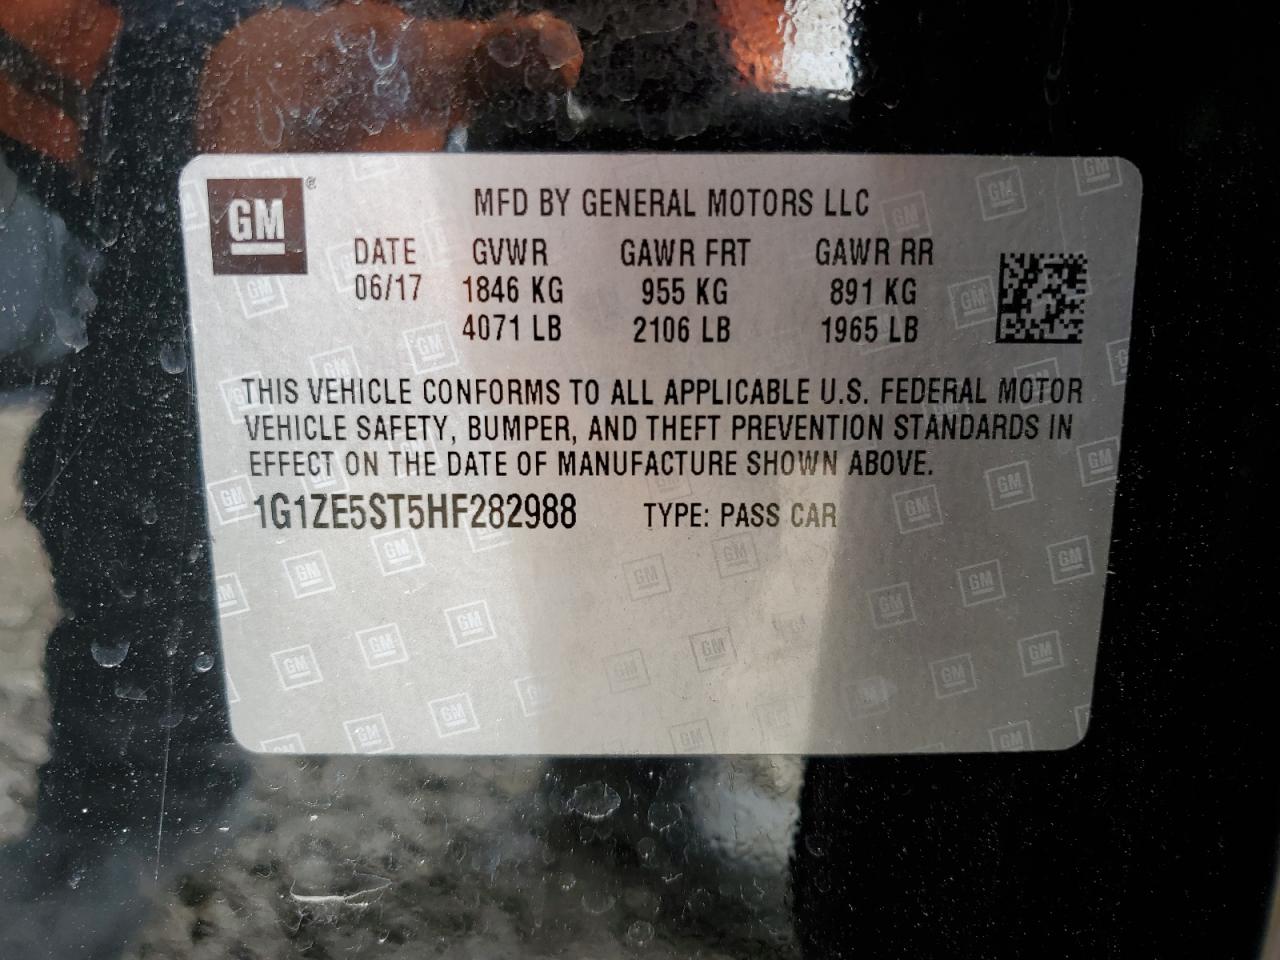 GM ®
MFD BY GENERAL MOTORS LLC
DATE GVWR GAWR FRT GAWR RR
06/17 1846 KG 955 KG 891 KG
4071 LB 2106 LB 1965 LB
THIS VEHICLE CONFORMS TO ALL APPLICABLE U.S. FEDERAL MOTOR
VEHICLE SAFETY, BUMPER, AND THEFT PREVENTION STANDARDS IN
EFFECT ON THE DATE OF MANUFACTURE SHOWN ABOVE.
1G1ZE5ST5HF282988 TYPE: PASS CAR